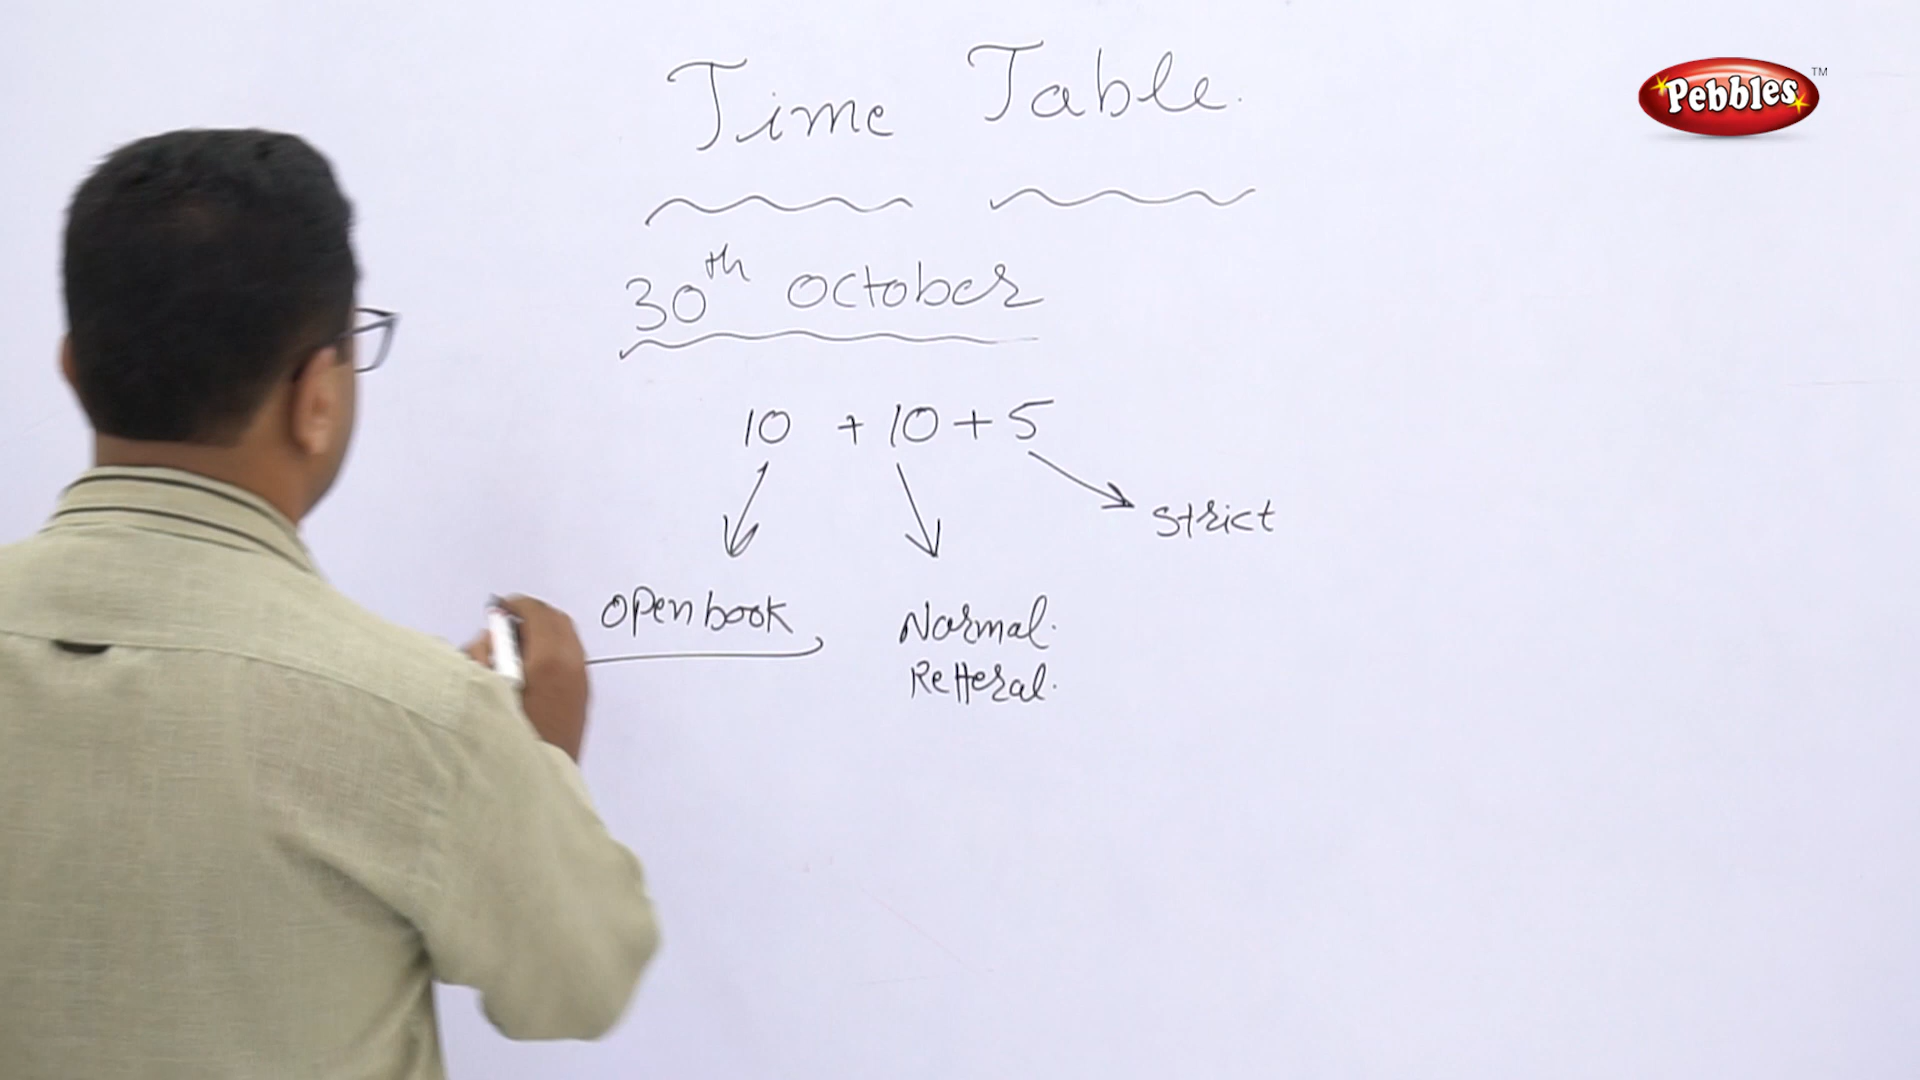 Time Table.
30th October
10 + 10 + 5
Strict
Openbook
Normal.
Retteral.
Pebbles TM